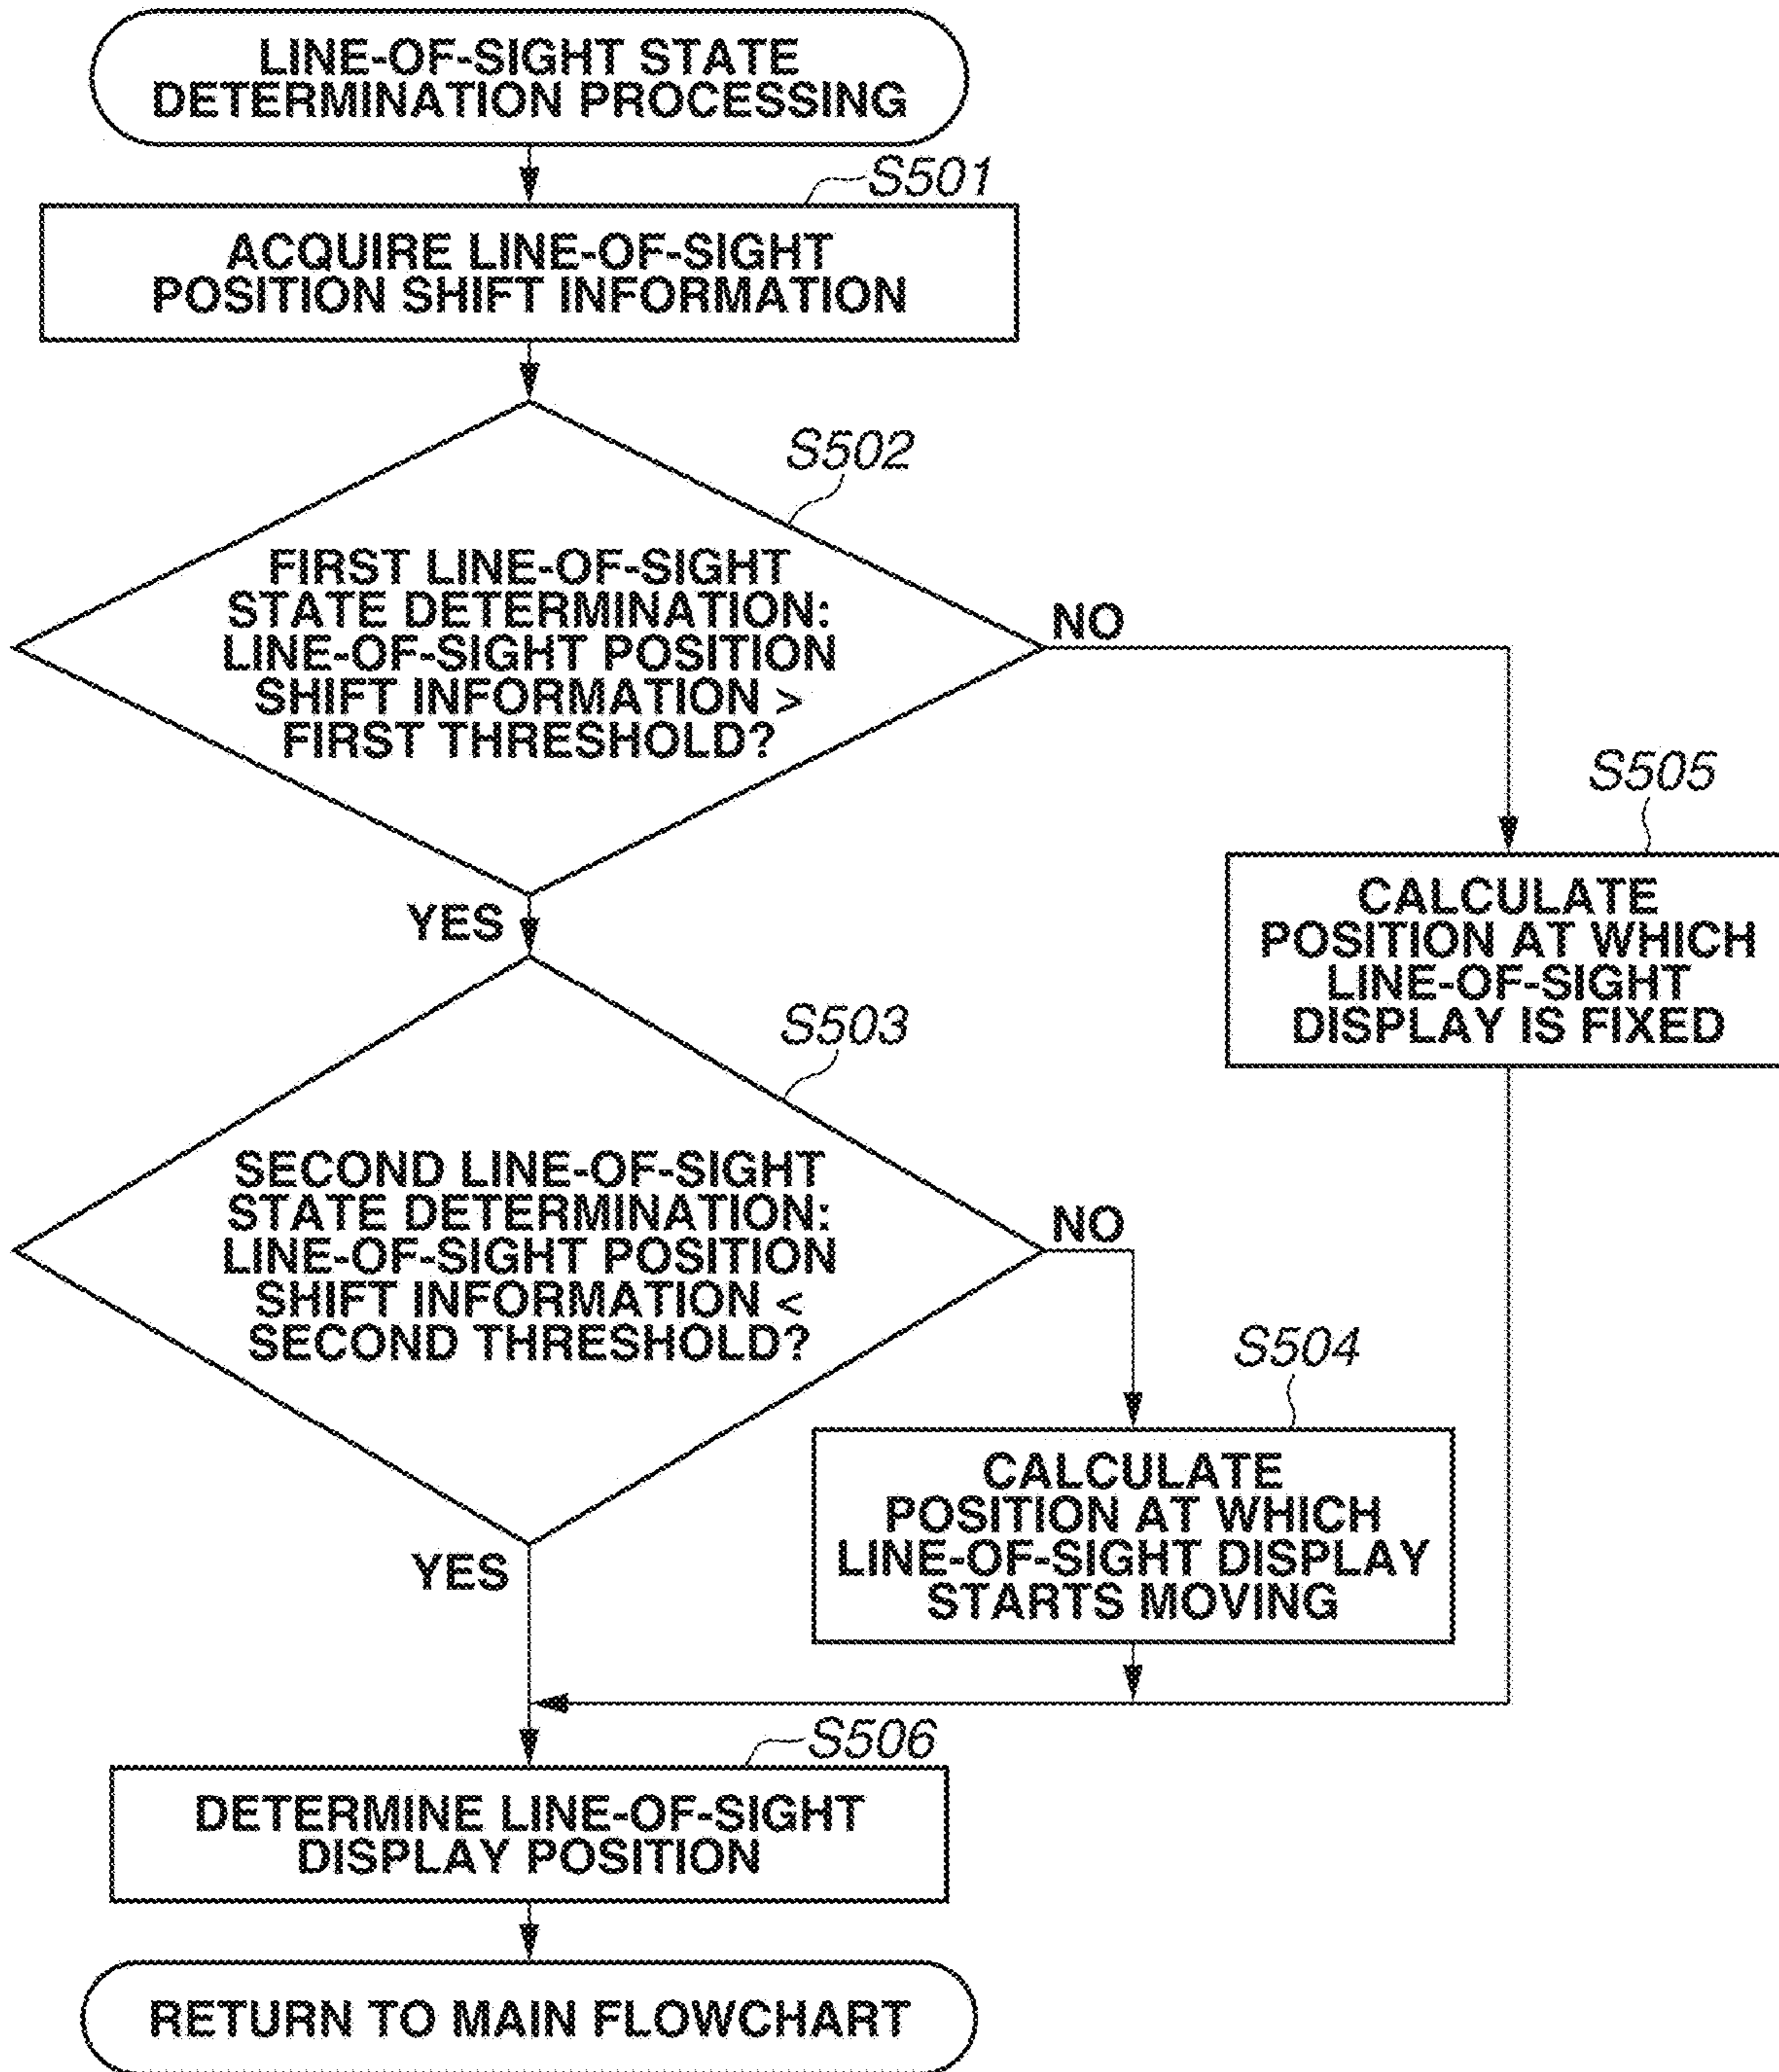 LINE-OF-SIGHT STATE
DETERMINATION PROCESSING
S501
ACQUIRE LINE-OF-SIGHT
POSITION SHIFT INFORMATION
S502
FIRST LINE-OF-SIGHT
STATE DETERMINATION:
LINE-OF-SIGHT POSITION
SHIFT INFORMATION >
FIRST THRESHOLD?
NO
YES
S505
CALCULATE
POSITION AT WHICH
LINE-OF-SIGHT
DISPLAY IS FIXED
S503
SECOND LINE-OF-SIGHT
STATE DETERMINATION:
LINE-OF-SIGHT POSITION
SHIFT INFORMATION <
SECOND THRESHOLD?
NO
YES
S504
CALCULATE
POSITION AT WHICH
LINE-OF-SIGHT DISPLAY
STARTS MOVING
S506
DETERMINE LINE-OF-SIGHT
DISPLAY POSITION
RETURN TO MAIN FLOWCHART